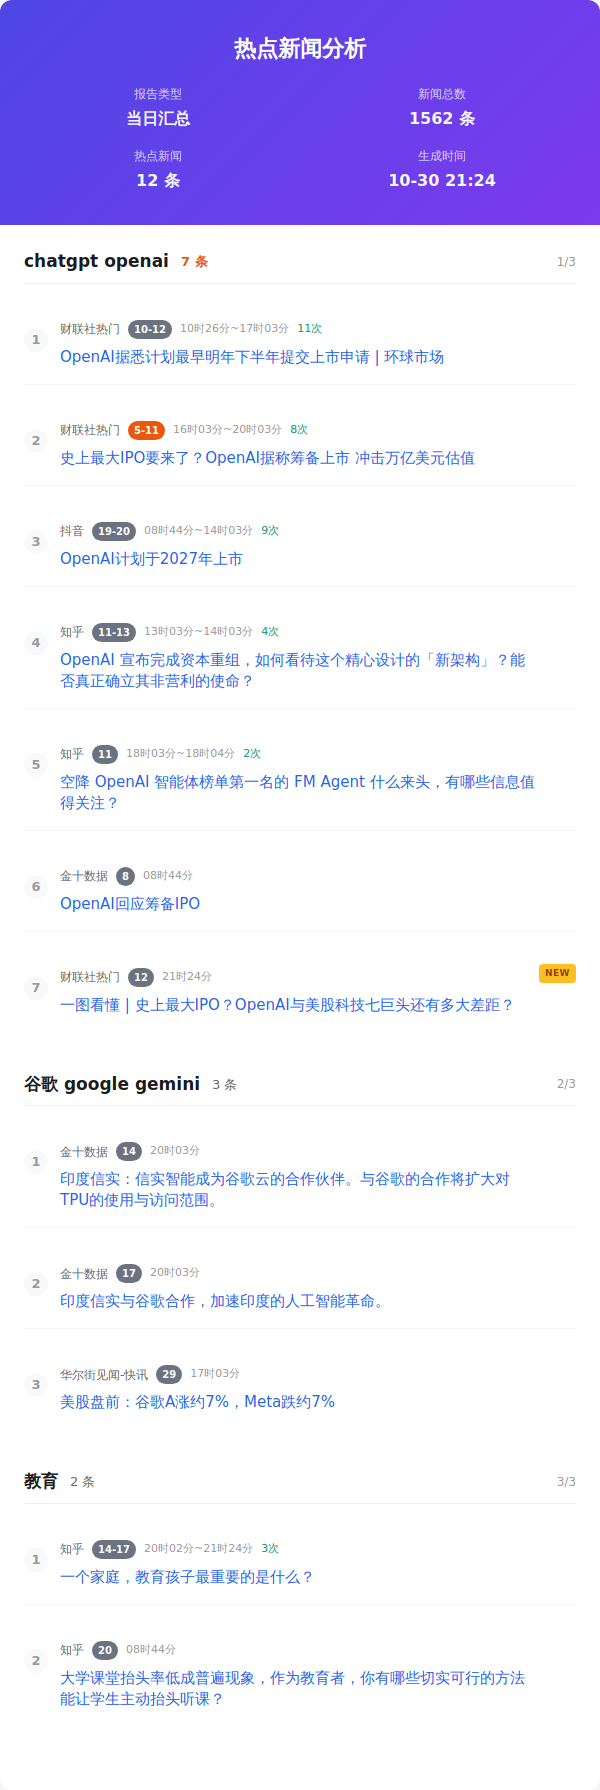 热点新闻分析
报告类型
新闻总数
当日汇总
1562 条
热点新闻
生成时间
12 条
10-30 21:24
chatgpt openai 7 条 1/3
1
财联社热门 10-12 10时26分~17时03分 11次
OpenAI据悉计划最早明年下半年提交上市申请 | 环球市场
2
财联社热门 5-11 16时03分~20时03分 8次
史上最大IPO要来了？OpenAI据称筹备上市 冲击万亿美元估值
3
抖音 19-20 08时44分~14时03分 9次
OpenAI计划于2027年上市
4
知乎 11-13 13时03分~14时03分 4次
OpenAI 宣布完成资本重组，如何看待这个精心设计的「新架构」？能
否真正确立其非营利的使命？
5
知乎 11 18时03分~18时04分 2次
空降 OpenAI 智能体榜单第一名的 FM Agent 什么来头，有哪些信息值
得关注？
6
金十数据 8 08时44分
OpenAI回应筹备IPO
7
财联社热门 12 21时24分 NEW
一图看懂 | 史上最大IPO？OpenAI与美股科技七巨头还有多大差距？
谷歌 google gemini 3 条 2/3
1
金十数据 14 20时03分
印度信实：信实智能成为谷歌云的合作伙伴。与谷歌的合作将扩大对
TPU的使用与访问范围。
2
金十数据 17 20时03分
印度信实与谷歌合作，加速印度的人工智能革命。
3
华尔街见闻-快讯 29 17时03分
美股盘前：谷歌A涨约7%，Meta跌约7%
教育 2 条 3/3
1
知乎 14-17 20时02分~21时24分 3次
一个家庭，教育孩子最重要的是什么？
2
知乎 20 08时44分
大学课堂抬头率低成普遍现象，作为教育者，你有哪些切实可行的方法
能让学生主动抬头听课？